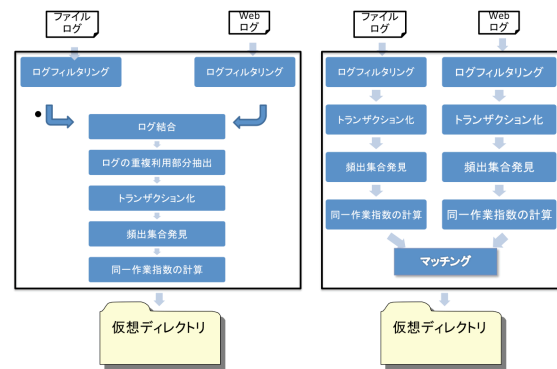 ファイル
ログ
Web
ログ
ログフィルタリング
ログフィルタリング
ログ結合
ログの重複利用部分抽出
トランザクション化
頻出集合発見
同一作業指数の計算
仮想ディレクトリ
ファイル
ログ
Web
ログ
ログフィルタリング
ログフィルタリング
トランザクション化
トランザクション化
頻出集合発見
頻出集合発見
同一作業指数の計算
同一作業指数の計算
マッチング
仮想ディレクトリ